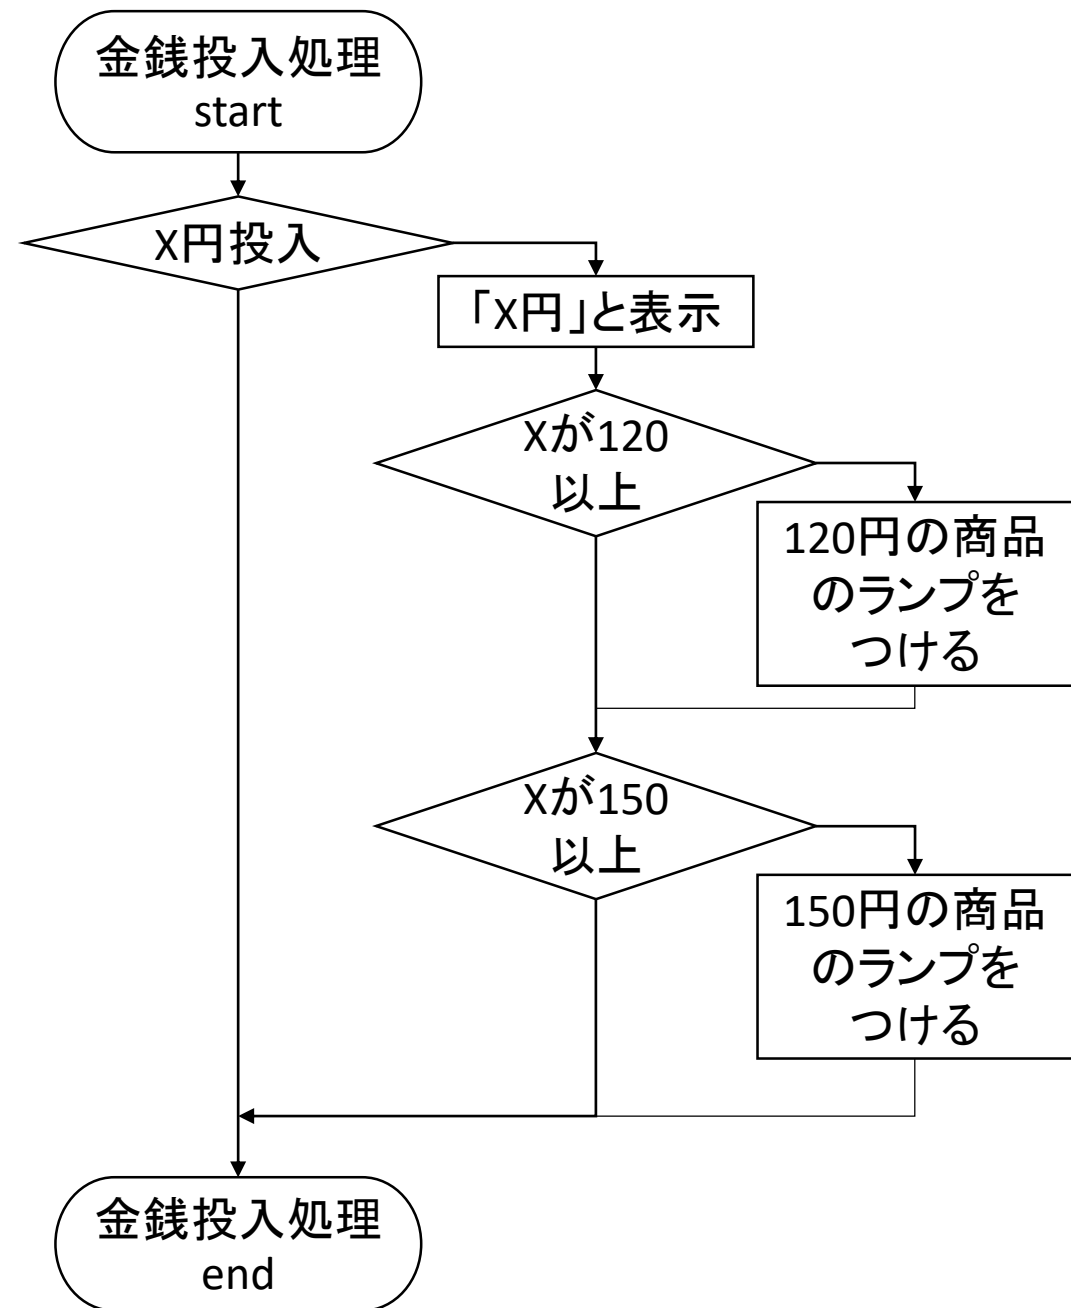 金銭投入処理
start
X円投入
「X円」と表示
Xが120
以上
120円の商品
のランプを
つける
Xが150
以上
150円の商品
のランプを
つける
金銭投入処理
end